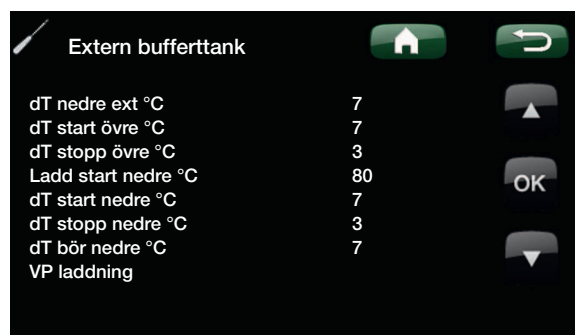 Extern bufferttank
dT nedre ext °C 7
dT start övre °C 7
dT stopp övre °C 3
Ladd start nedre °C 80
dT start nedre °C 7
dT stopp nedre °C 3
dT bör nedre °C 7
VP laddning
OK